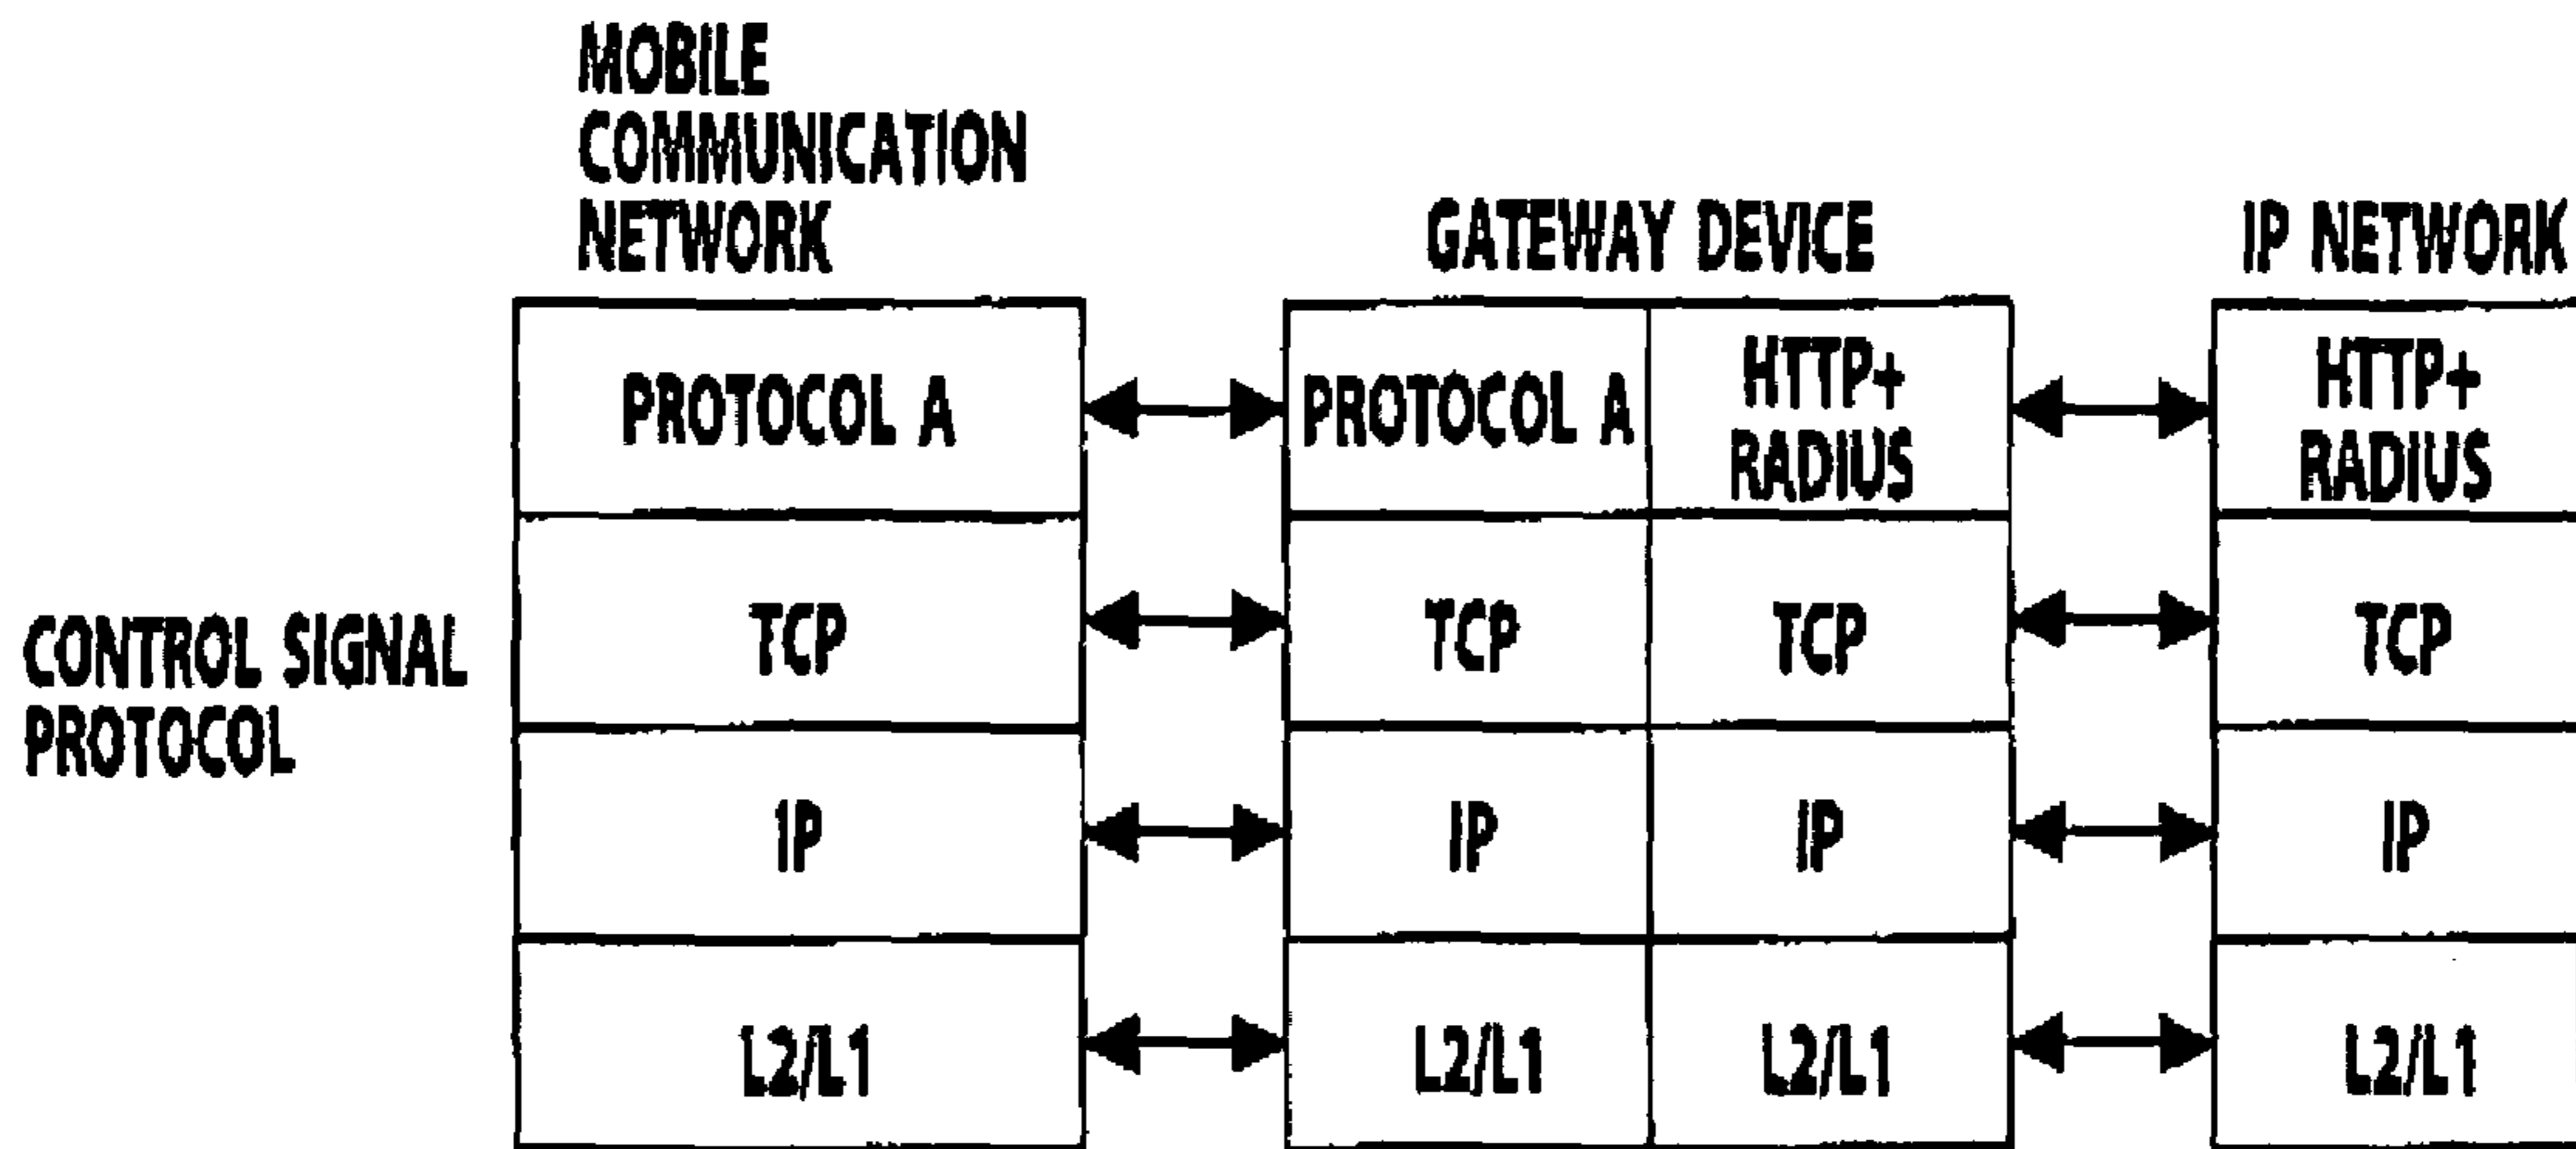 MOBILE
COMMUNICATION
NETWORK
GATEWAY DEVICE
IP NETWORK
PROTOCOL A
PROTOCOL A
HTTP+
RADIUS
HTTP+
RADIUS
CONTROL SIGNAL
PROTOCOL
TCP
TCP
TCP
TCP
IP
IP
IP
IP
L2/L1
L2/L1
L2/L1
L2/L1